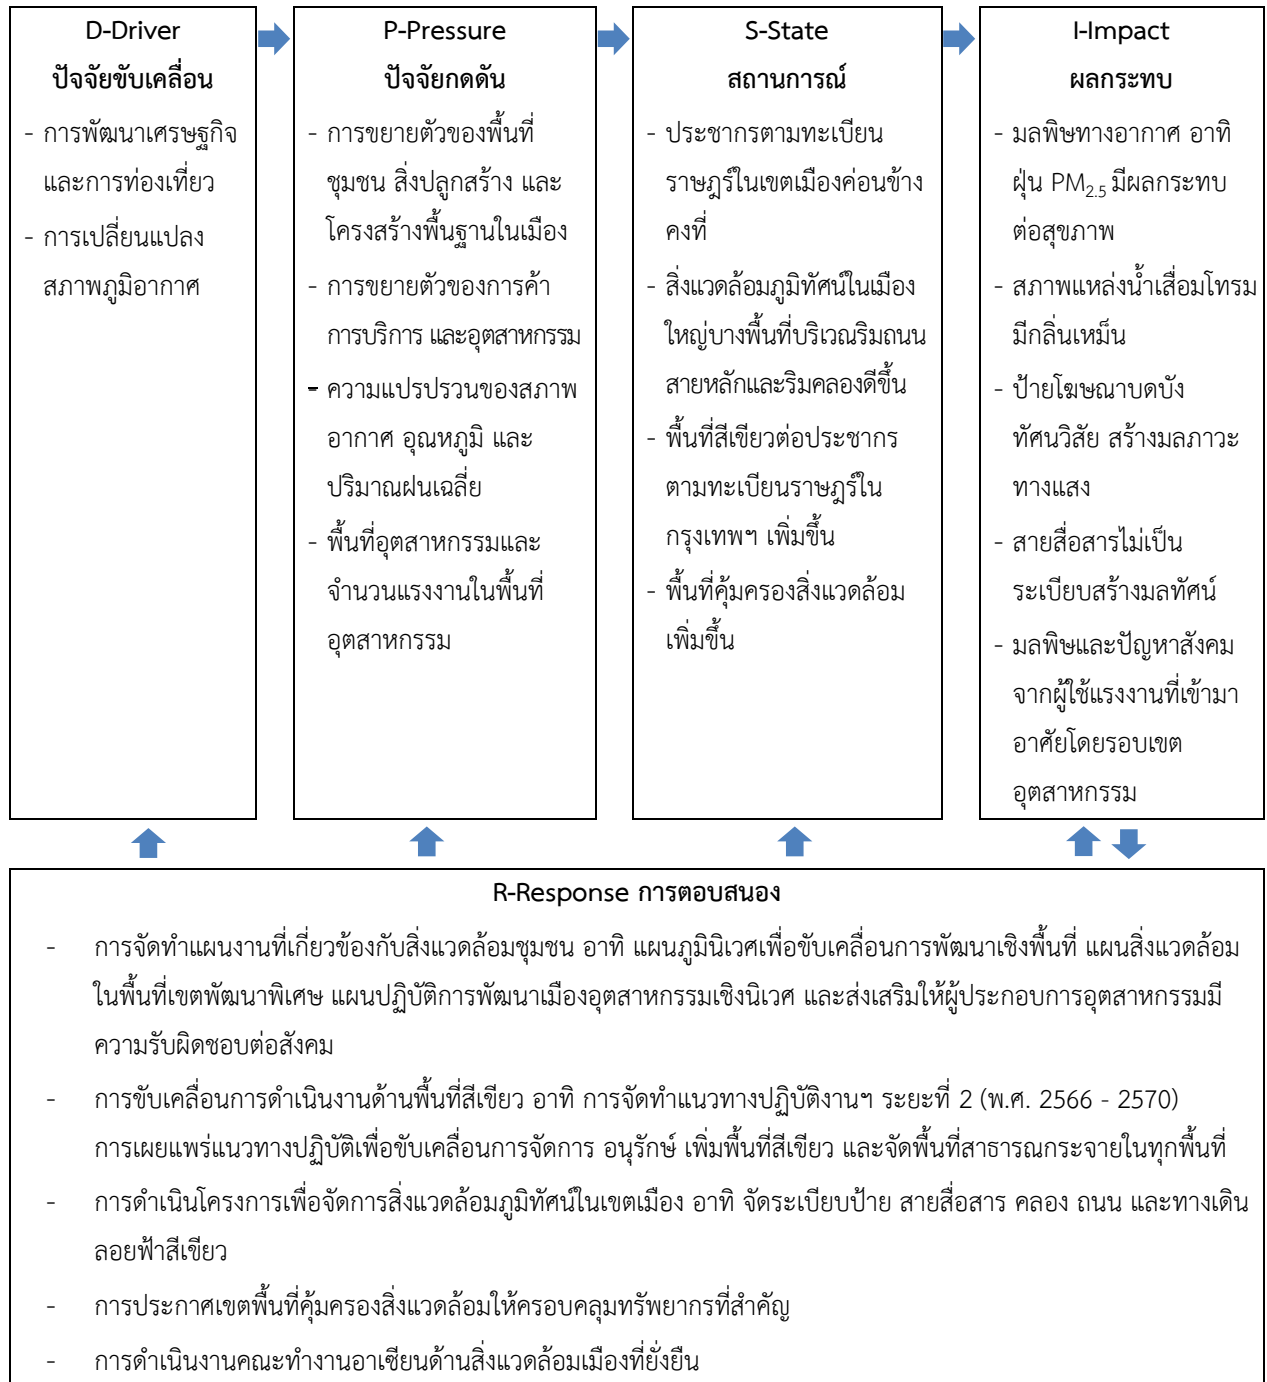 D-Driver
ปัจจัยขับเคลื่อน
- การพัฒนาเศรษฐกิจ
และการท่องเที่ยว
- การเปลี่ยนแปลง
สภาพภูมิอากาศ
P-Pressure
ปัจจัยกดดัน
- การขยายตัวของพื้นที่
ชุมชน สิ่งปลูกสร้าง และ
โครงสร้างพื้นฐานในเมือง
- การขยายตัวของการค้า
การบริการ และอุตสาหกรรม
- ความแปรปรวนของสภาพ
อากาศ อุณหภูมิ และ
ปริมาณฝนเฉลี่ย
- พื้นที่อุตสาหกรรมและ
จำนวนแรงงานในพื้นที่
อุตสาหกรรม
S-State
สถานการณ์
- ประชากรตามทะเบียน
ราษฎร์ในเขตเมืองค่อนข้าง
คงที่
- สิ่งแวดล้อมภูมิทัศน์ในเมือง
ใหญ่บางพื้นที่บริเวณริมถนน
สายหลักและริมคลองดีขึ้น
- พื้นที่สีเขียวต่อประชากร
ตามทะเบียนราษฎร์ใน
กรุงเทพฯ เพิ่มขึ้น
- พื้นที่คุ้มครองสิ่งแวดล้อม
เพิ่มขึ้น
I-Impact
ผลกระทบ
- มลพิษทางอากาศ อาทิ
ฝุ่น PM2.5 มีผลกระทบ
ต่อสุขภาพ
- สภาพแหล่งน้ำเสื่อมโทรม
มีกลิ่นเหม็น
- ป้ายโฆษณาบดบัง
ทัศนวิสัย สร้างมลภาวะ
ทางแสง
- สายสื่อสารไม่เป็น
ระเบียบสร้างมลทัศน์
- มลพิษและปัญหาสังคม
จากผู้ใช้แรงงานที่เข้ามา
อาศัยโดยรอบเขต
อุตสาหกรรม
R-Response การตอบสนอง
- การจัดทำแผนงานที่เกี่ยวข้องกับสิ่งแวดล้อมชุมชน อาทิ แผนภูมินิเวศเพื่อขับเคลื่อนการพัฒนาเชิงพื้นที่ แผนสิ่งแวดล้อม
ในพื้นที่เขตพัฒนาพิเศษ แผนปฏิบัติการพัฒนาเมืองอุตสาหกรรมเชิงนิเวศ และส่งเสริมให้ผู้ประกอบการอุตสาหกรรมมี
ความรับผิดชอบต่อสังคม
- การขับเคลื่อนการดำเนินงานด้านพื้นที่สีเขียว อาทิ การจัดทำแนวทางปฏิบัติงานฯ ระยะที่ 2 (พ.ศ. 2566 - 2570)
การเผยแพร่แนวทางปฏิบัติเพื่อขับเคลื่อนการจัดการ อนุรักษ์ เพิ่มพื้นที่สีเขียว และจัดพื้นที่สาธารณกระจายในทุกพื้นที่
- การดำเนินโครงการเพื่อจัดการสิ่งแวดล้อมภูมิทัศน์ในเขตเมือง อาทิ จัดระเบียบป้าย สายสื่อสาร คลอง ถนน และทางเดิน
ลอยฟ้าสีเขียว
- การประกาศเขตพื้นที่คุ้มครองสิ่งแวดล้อมให้ครอบคลุมทรัพยากรที่สำคัญ
- การดำเนินงานคณะทำงานอาเซียนด้านสิ่งแวดล้อมเมืองที่ยั่งยืน